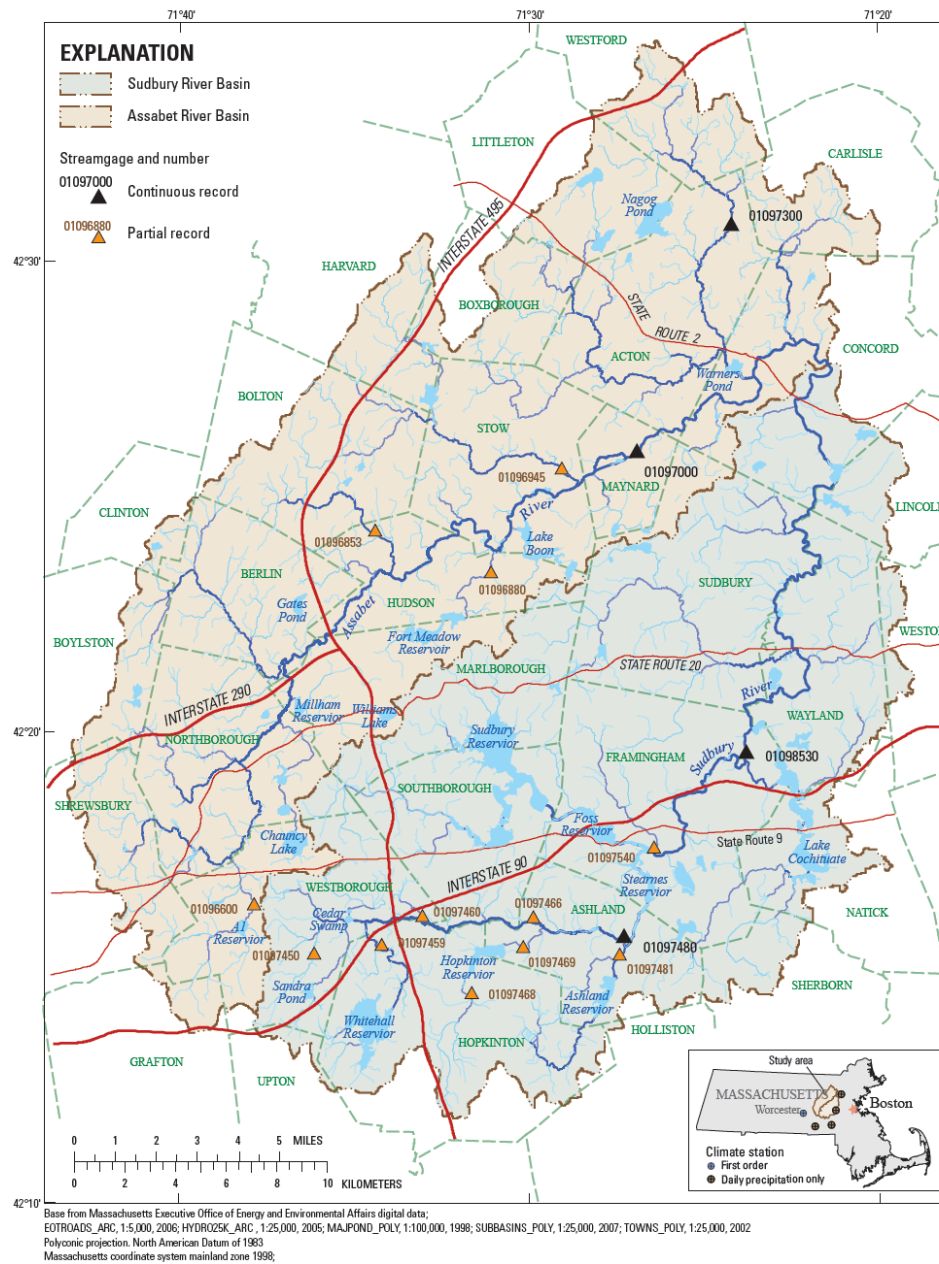 71°40'
71°30'
71°20'
EXPLANATION
Sudbury River Basin
Assabet River Basin
Streamgage and number
01097000
Continuous record
01096880
Partial record
WESTFORD
LITTLETON
CARLISLE
Nagog
Pond
01097300
INTERSTATE 495
42°30'
HARVARD
BOXBOROUGH
STATE
ROUTE 2
ACTON
CONCORD
Warners
Pond
BOLTON
STOW
01096945
01097000
MAYNARD
River
CLINTON
LINCOL
01096853
Lake
Boon
BERLIN
01096880
SUDBURY
Gates
Pond
Assabet
HUDSON
Fort Meadow
Reservoir
BOYLSTON
WESTO
MARLBOROUGH
STATE ROUTE 20
INTERSTATE 290
Millham
Reservior
Williams
Lake
River
WAYLAND
42°20'
NORTHBOROUGH
Sudbury
Reservior
FRAMINGHAM
Sudbury
01098530
SOUTHBOROUGH
SHREWSBURY
Foss
Reservior
Chauncy
Lake
State Route 9
01097540
Lake
Cochituate
INTERSTATE 90
Stearnes
Reservior
WESTBOROUGH
01096600
Cedar
Swamp
01097460
01097466
ASHLAND
NATICK
A1
Reservior
01097450
01097459
01097480
01097469
01097481
Hopkinton
Reservior
Sandra
Pond
01097468
Ashland
Reservior
SHERBORN
Whitehall
Reservior
HOLLISTON
HOPKINTON
GRAFTON
UPTON
Study area
MASSACHUSETTS
Worcester
Boston
Climate station
First order
Daily precipitation only
0 1 2 3 4 5 MILES
0 2 4 6 8 10 KILOMETERS
42°10'
Base from Massachusetts Executive Office of Energy and Environmental Affairs digital data;
EOTROADS_ARC, 1:5,000, 2006; HYDRO25K_ARC , 1:25,000, 2005; MAJPOND_POLY, 1:100,000, 1998; SUBBASINS_POLY, 1:25,000, 2007; TOWNS_POLY, 1:25,000, 2002
Polyconic projection. North American Datum of 1983
Massachusetts coordinate system mainland zone 1998;